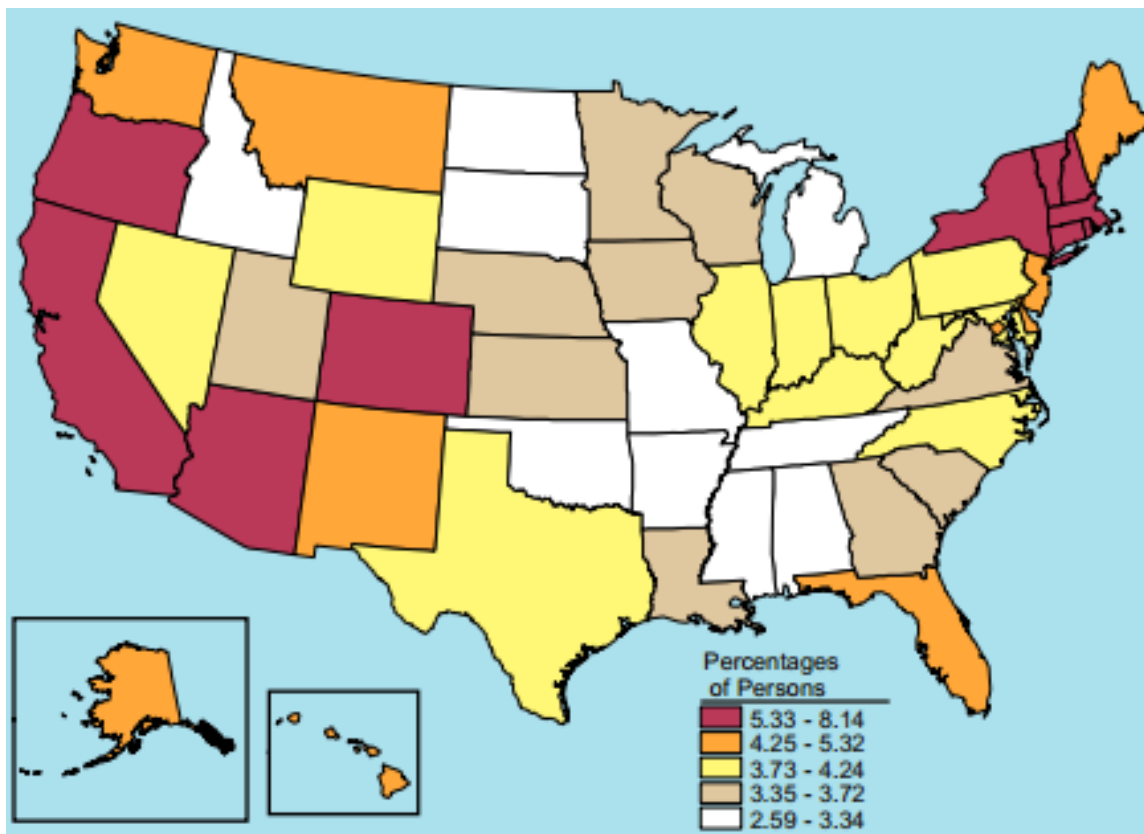 Percentages
of Persons
5.33 - 8.14
4.25 - 5.32
3.73 - 4.24
3.35 - 3.72
2.59 - 3.34